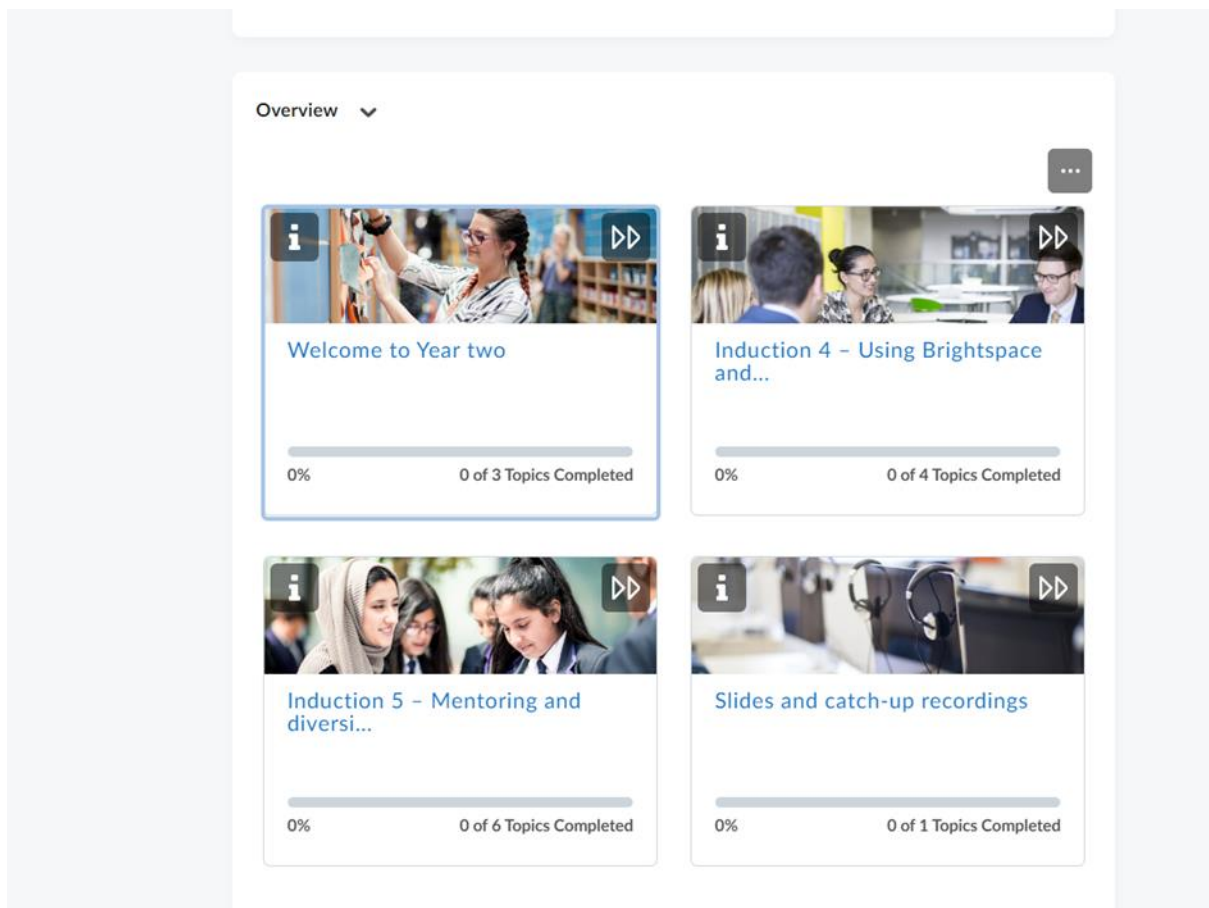 Overview
Welcome to Year two
0%
0 of 3 Topics Completed
Induction 4 – Using Brightspace
and...
0%
0 of 4 Topics Completed
Induction 5 – Mentoring and
diversi...
0%
0 of 6 Topics Completed
Slides and catch-up recordings
0%
0 of 1 Topics Completed